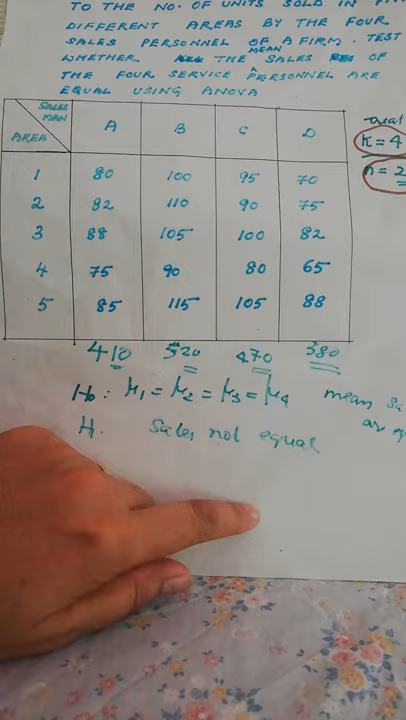 TO THE NO. OF UNITS SOLD IN
DIFFERENT AREAS BY THE FOUR
SALES PERSONNEL OF A FIRM. TEST
MEAN
WHETHER THE SALES OF
THE FOUR SERVICE PERSONNEL ARE
EQUAL USING ANOVA
SALES MAN
AREA A B C D
K = 4
1 80 100 95 70
n = 2
2 82 110 90 75
3 88 105 100 82
4 75 90 80 65
5 85 115 105 88
410 520 470 380
H₀ : μ₁ = μ₂ = μ₃ = μ₄ mean
H₁ Sales not equal